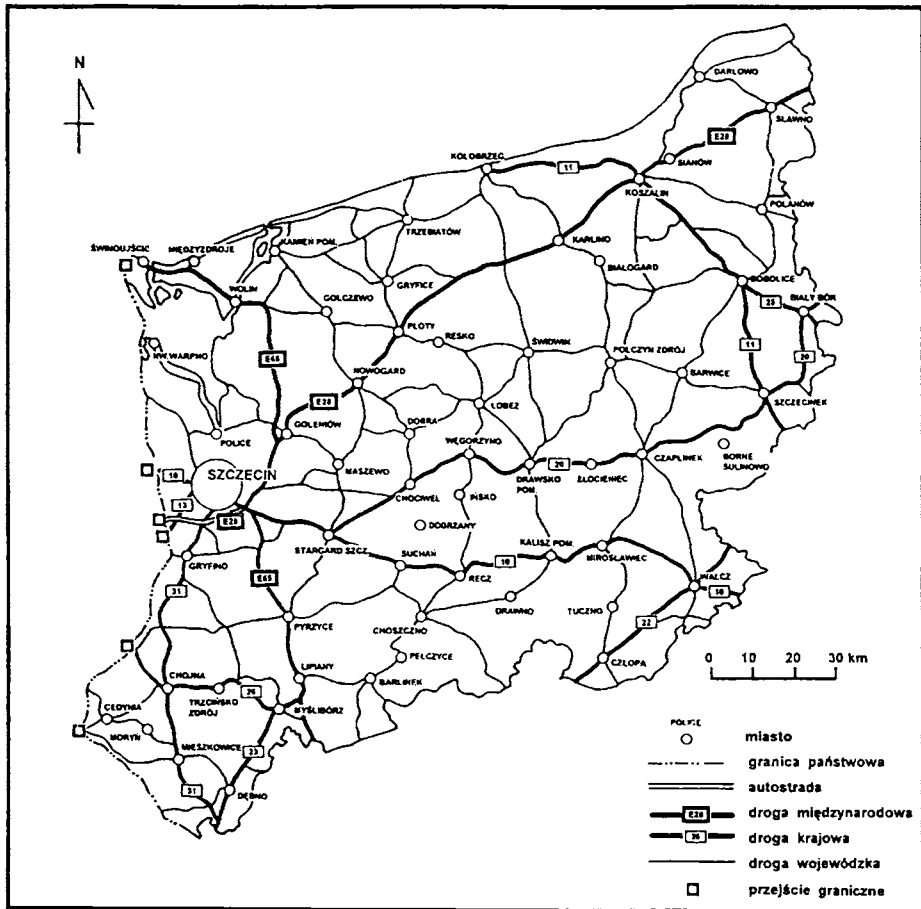 N
DARŁOWO
SŁAWNO
E28
SIANÓW
KOŁOBRZEG
11
KOSZALIN
POLANÓW
TRZEBIATÓW
KAMIEŃ POM.
KARLINO
ŚWINOUJŚCIE
MIĘDZYZDROJE
BIAŁOGARD
GRYFICE
BOBOLICE
WOLIN
GOLCZEWO
25
BIAŁY BÓR
PŁOTY
RESKO
ŚWIDWIN
NW. WARPNO
E65
POŁCZYN ZDRÓJ
11
20
BARWICE
NOWOGARD
E28
SZCZECINEK
ŁOBEZ
GOLENIÓW
DOBRA
POLICE
WĘGORZYNO
BORNE
SULINOWO
SZCZECIN
10
MASZEWO
20
CZAPLINEK
DRAWSKO
POM.
ZŁOCIENIEC
13
CHOCIWEL
IŃSKO
E28
DOBRZANY
STARGARD SZCZ.
KALISZ POM.
GRYFINO
SUCHAŃ
10
MIROSŁAWIEC
RECZ
WAŁCZ
E65
10
31
DRAWNO
TUCZNO
22
PYRZYCE
CHOSZCZNO
PEŁCZYCE
CZŁOPA
0 10 20 30 km
CHOJNA
LIPIANY
BARLINEK
26
TRZCIŃSKO
ZDRÓJ
CEDYNIA
MYŚLIBÓRZ
MORYŃ
MIESZKOWICE
23
31
DĘBNO
POLICE
miasto
granica państwowa
autostrada
E28
droga międzynarodowa
26
droga krajowa
droga wojewódzka
przejście graniczne